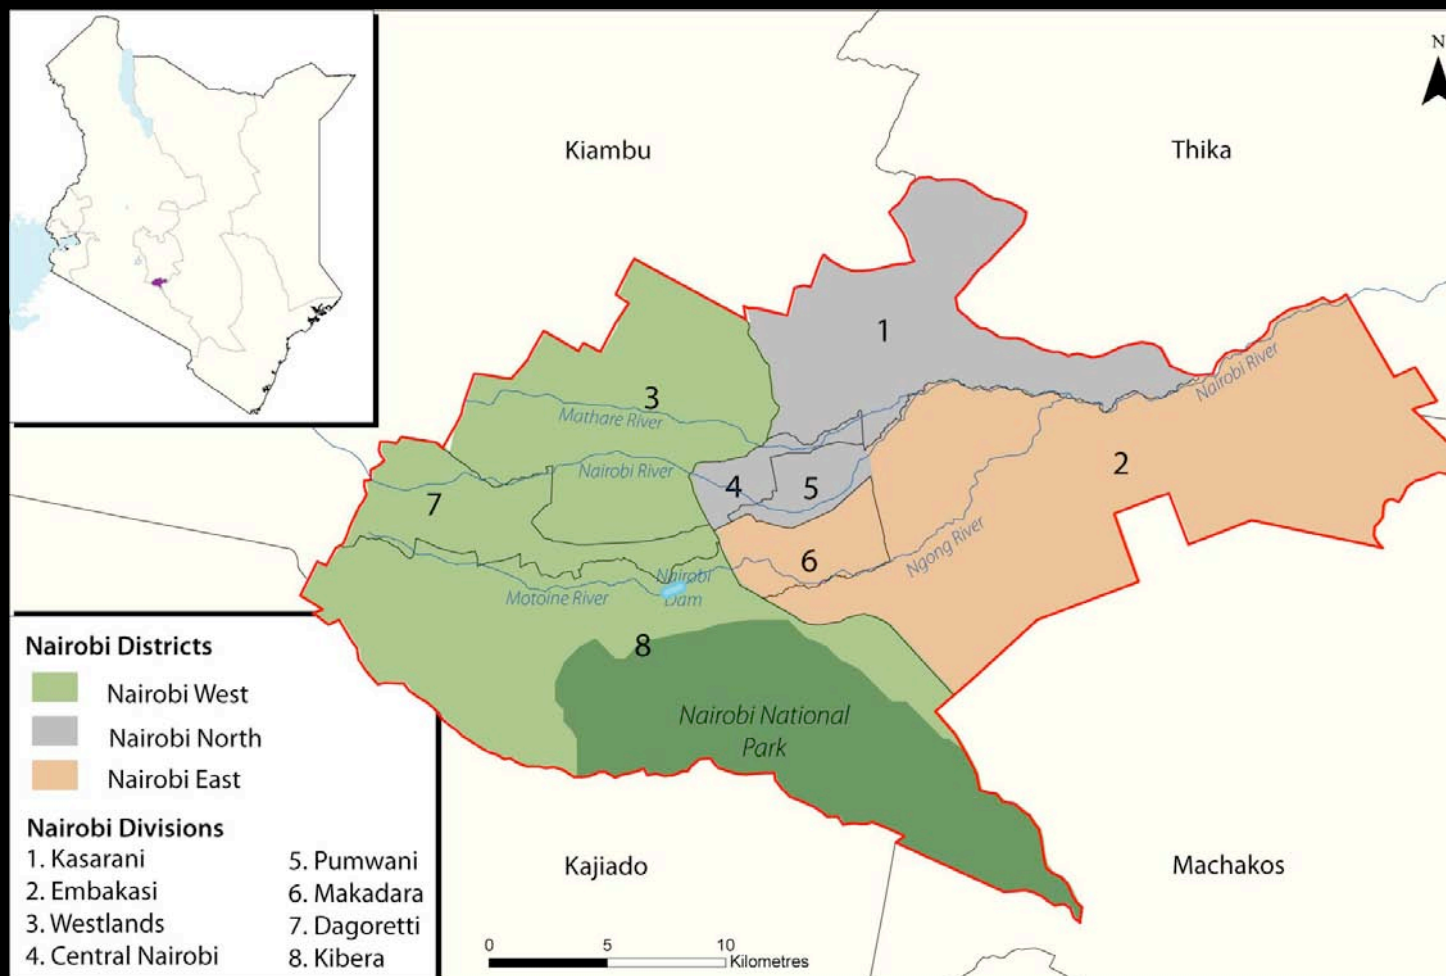 N
Kiambu
Thika
1
3
Mathare River
Nairobi River
Nairobi River
2
4
5
7
6
Ngong River
Nairobi
Dam
Motoine River
8
Nairobi National
Park
Kajiado
Machakos
Nairobi Districts
Nairobi West
Nairobi North
Nairobi East
Nairobi Divisions
1. Kasarani
2. Embakasi
3. Westlands
4. Central Nairobi
5. Pumwani
6. Makadara
7. Dagoretti
8. Kibera
0 5 10
Kilometres